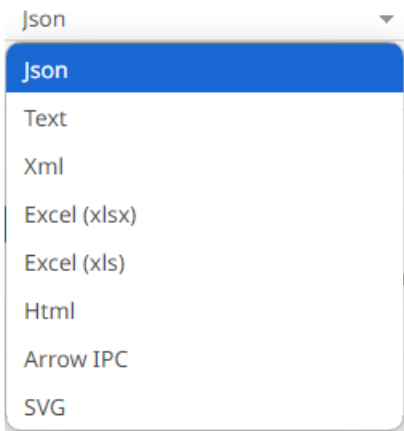 Json
Json
Text
Xml
Excel (xlsx)
Excel (xls)
Html
Arrow IPC
SVG